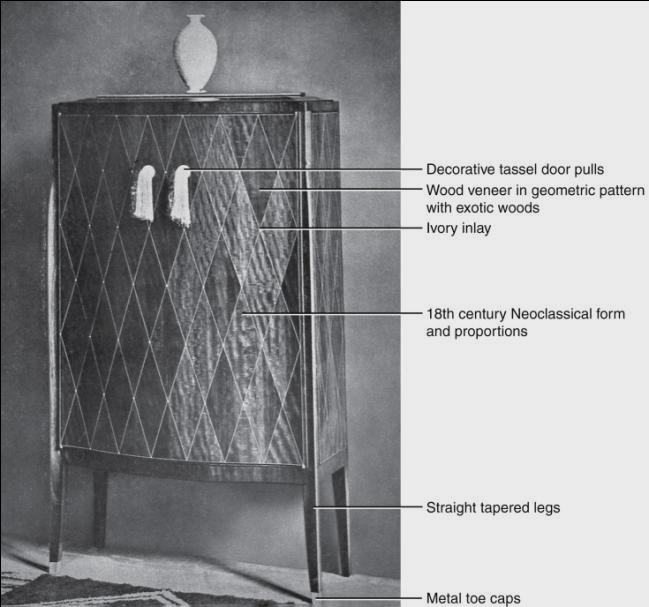 Decorative tassel door pulls
Wood veneer in geometric pattern
with exotic woods
Ivory inlay
18th century Neoclassical form
and proportions
Straight tapered legs
Metal toe caps